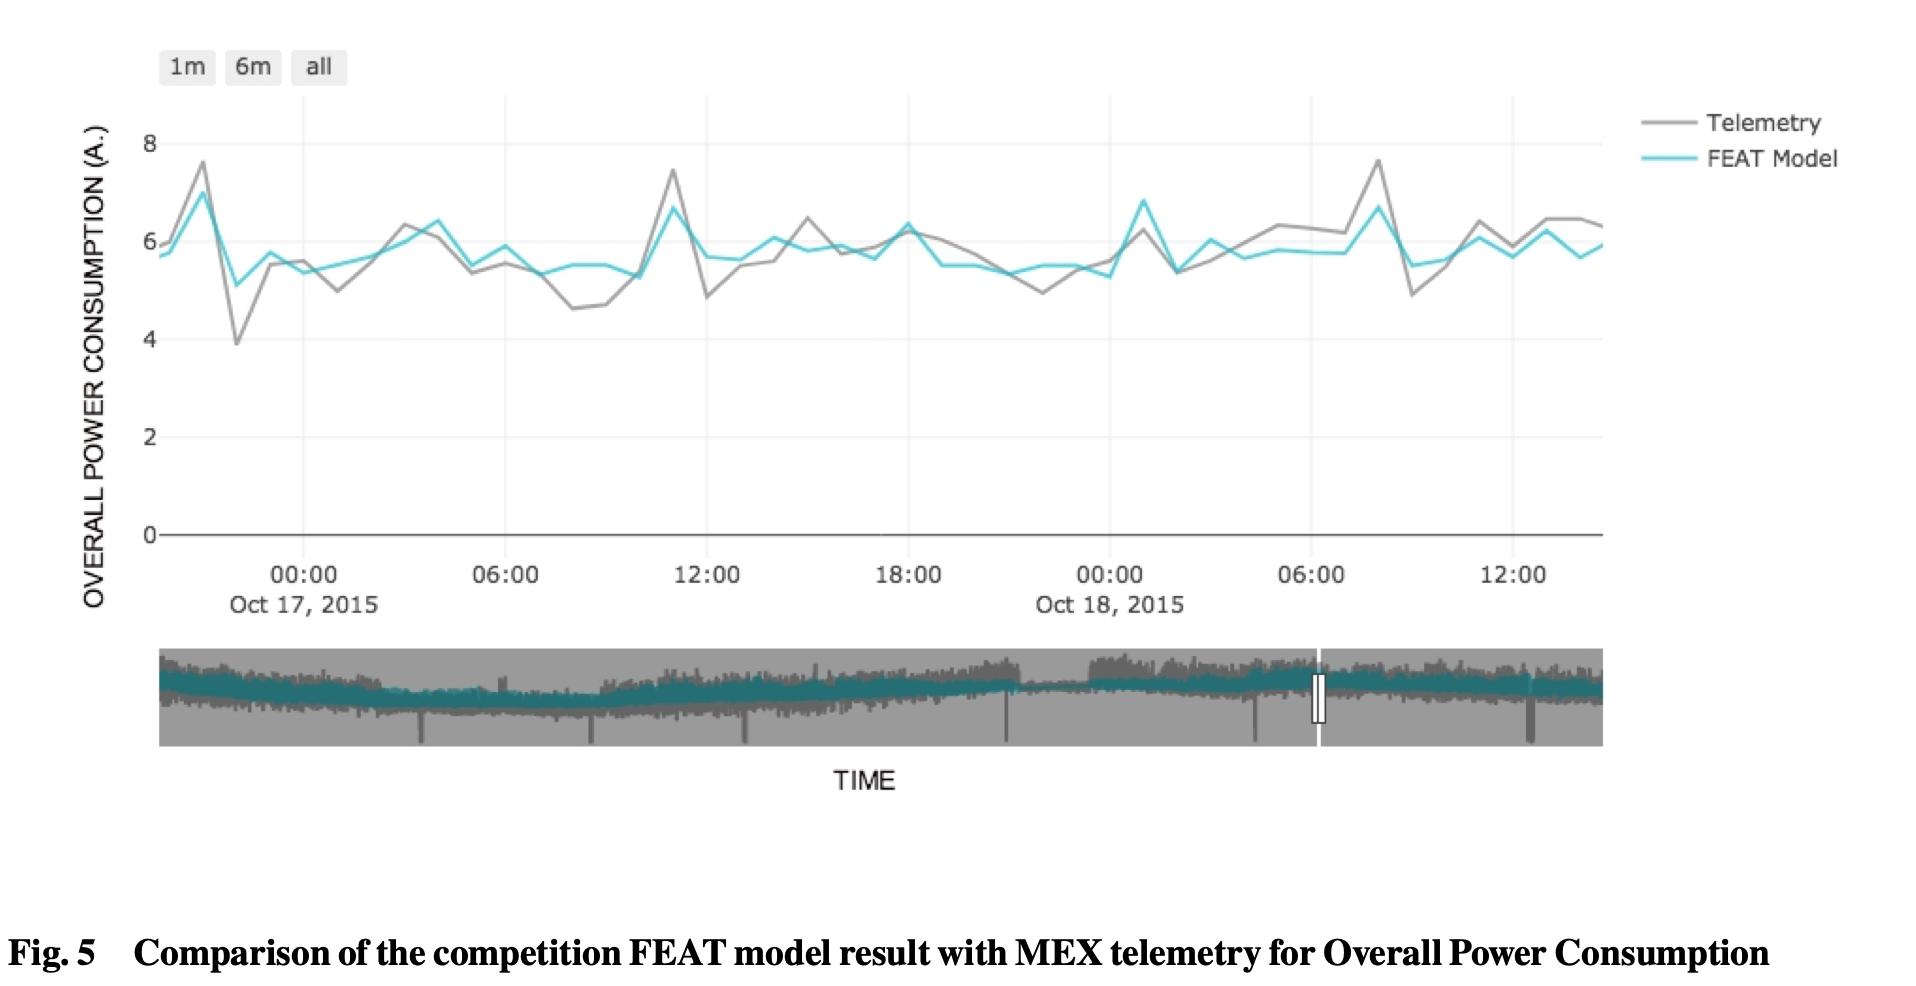 1m 6m all
OVERALL POWER CONSUMPTION (A.)
8
6
4
2
0
Telemetry
FEAT Model
00:00 06:00 12:00 18:00 00:00 06:00 12:00
Oct 17, 2015 Oct 18, 2015
TIME
Fig. 5 Comparison of the competition FEAT model result with MEX telemetry for Overall Power Consumption